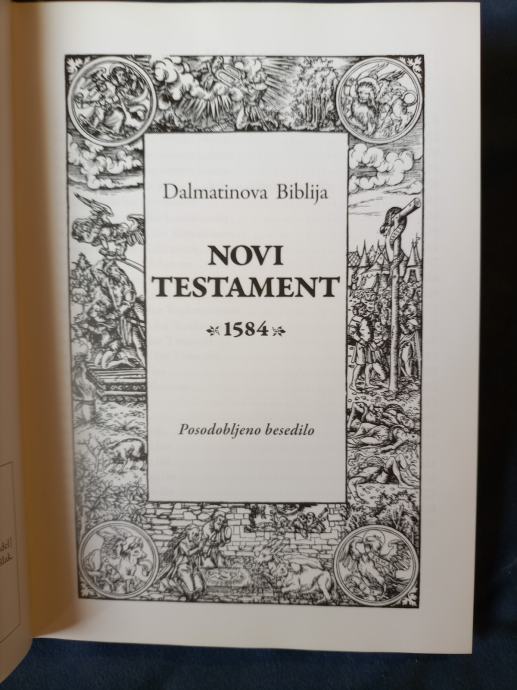 Dalmatinova Biblija
NOVI
TESTAMENT
1584
Posodobljeno besedilo